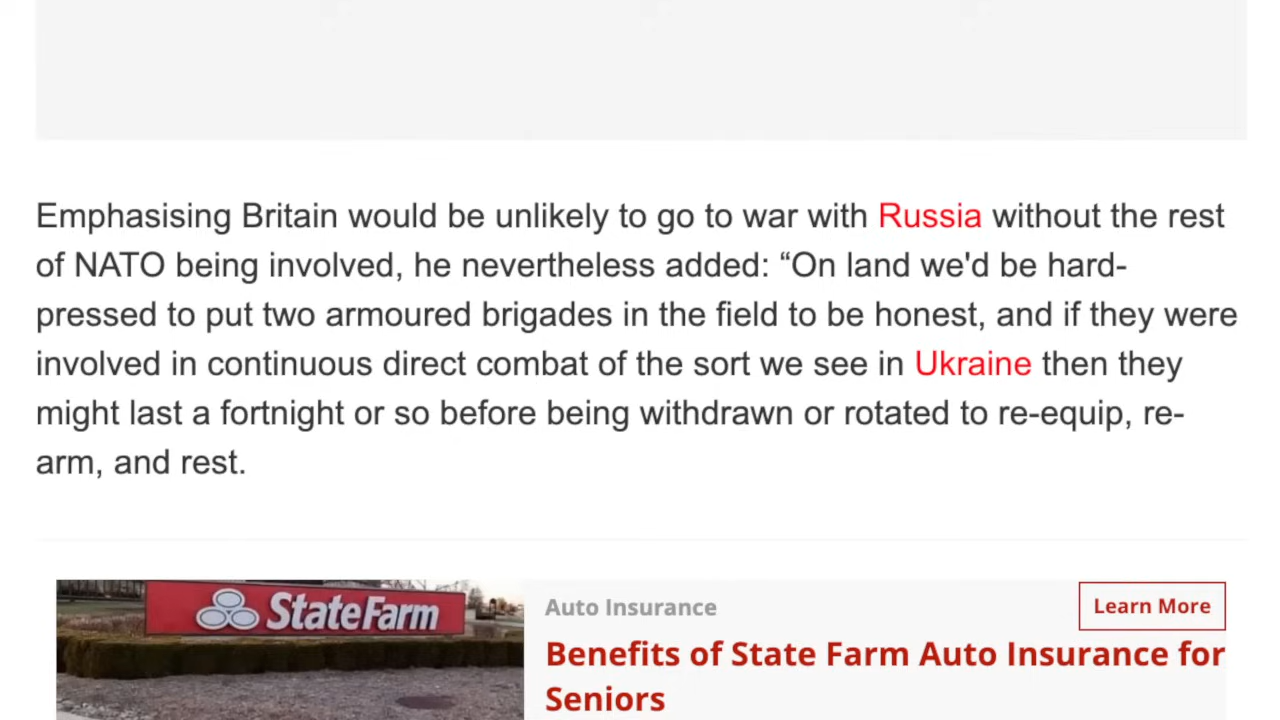 Emphasising Britain would be unlikely to go to war with Russia without the rest
of NATO being involved, he nevertheless added: “On land we'd be hard-
pressed to put two armoured brigades in the field to be honest, and if they were
involved in continuous direct combat of the sort we see in Ukraine then they
might last a fortnight or so before being withdrawn or rotated to re-equip, re-
arm, and rest.
StateFarm
Auto Insurance
Learn More
Benefits of State Farm Auto Insurance for
Seniors